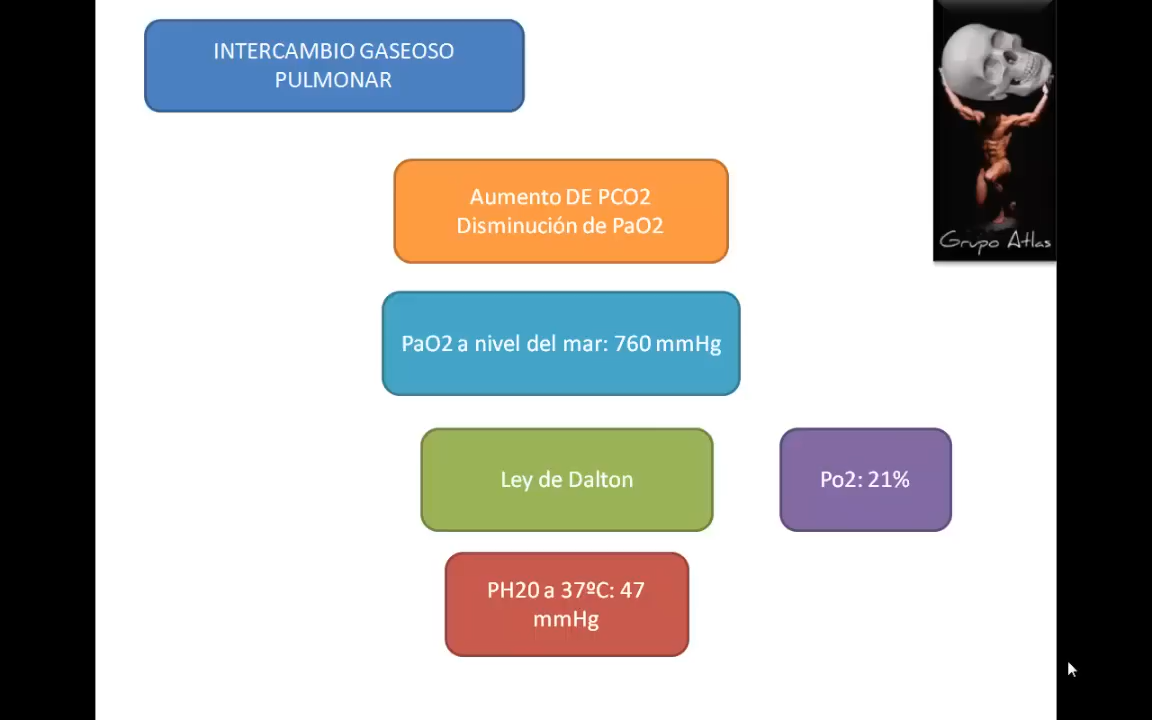 INTERCAMBIO GASEOSO
PULMONAR
Aumento DE PCO2
Disminución de PaO2
PaO2 a nivel del mar: 760 mmHg
Ley de Dalton
Po2: 21%
PH20 a 37ºC: 47
mmHg
Grupo Atlas